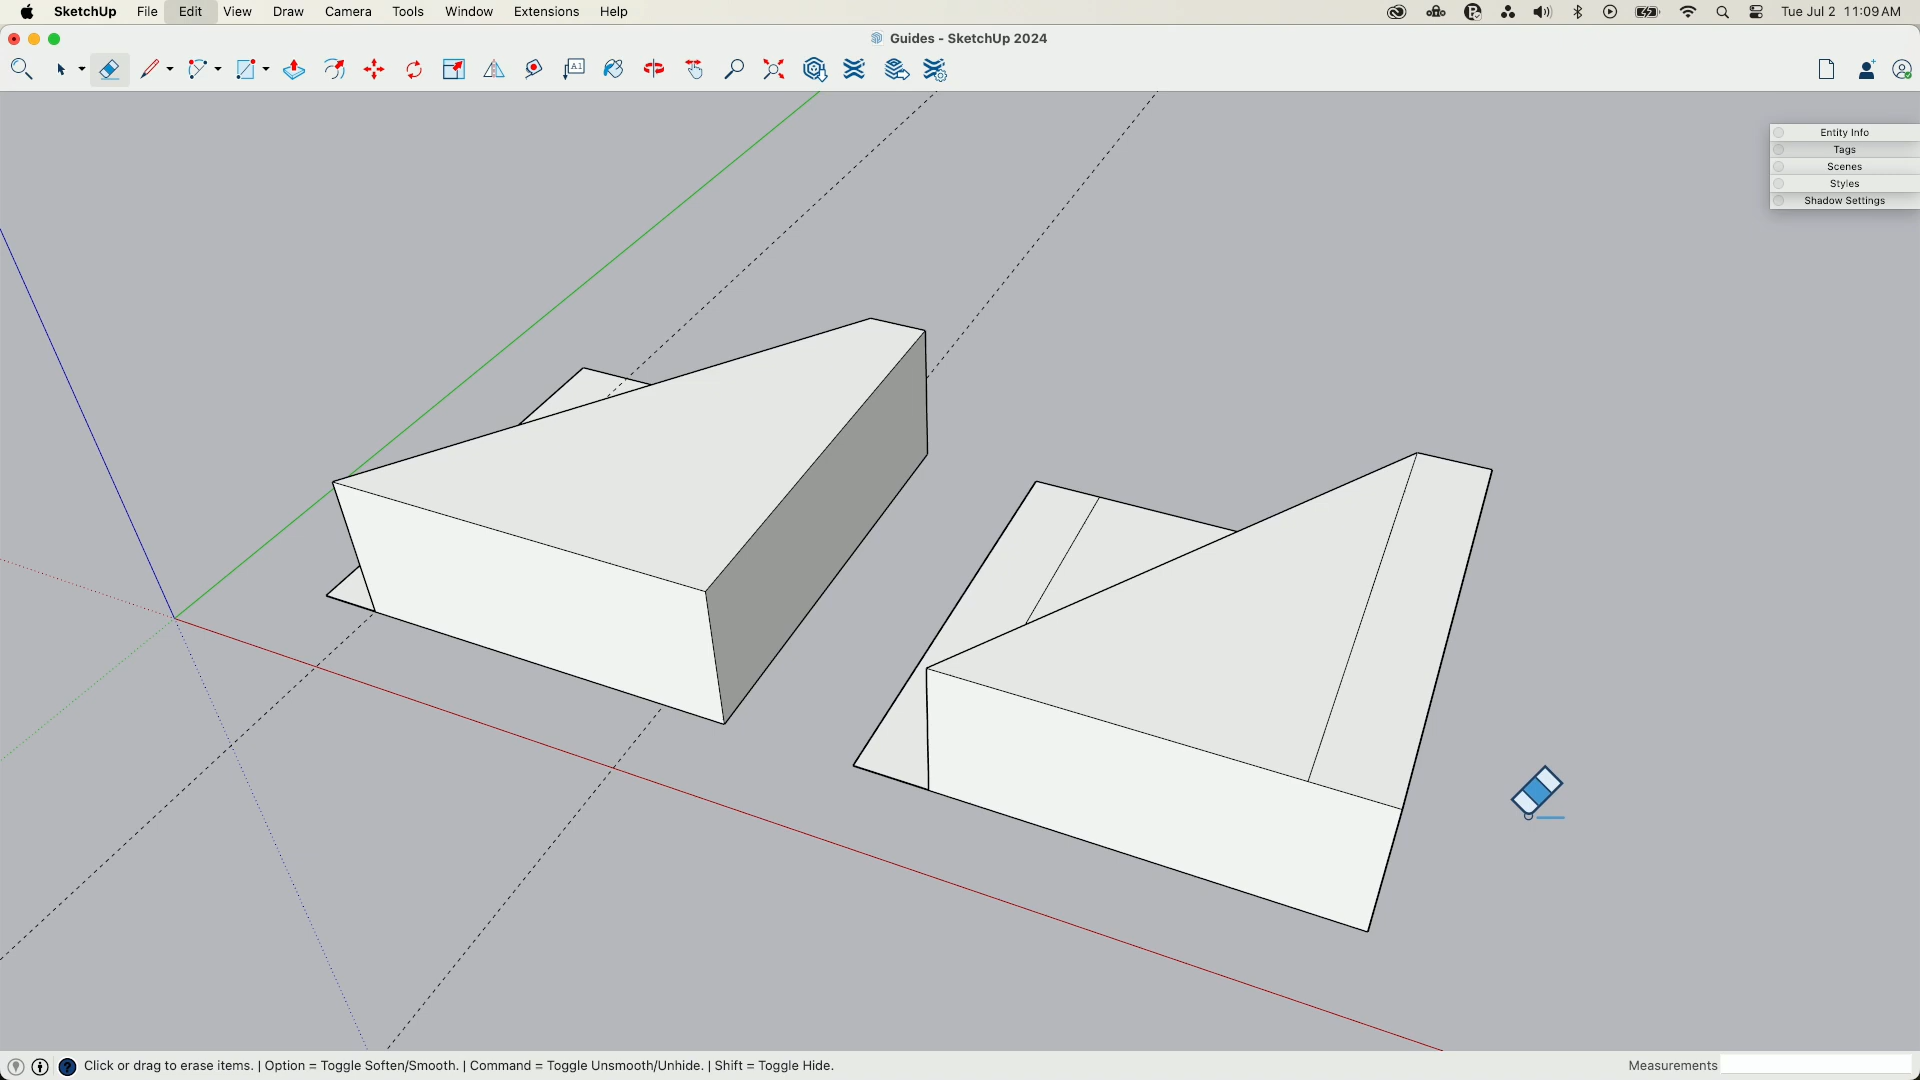 SketchUp File Edit View Draw Camera Tools Window Extensions Help Tue Jul 2 11:09 AM
Guides - SketchUp 2024
A1
Entity Info
Tags
Scenes
Styles
Shadow Settings
Click or drag to erase items. | Option = Toggle Soften/Smooth. | Command = Toggle Unsmooth/Unhide. | Shift = Toggle Hide. Measurements